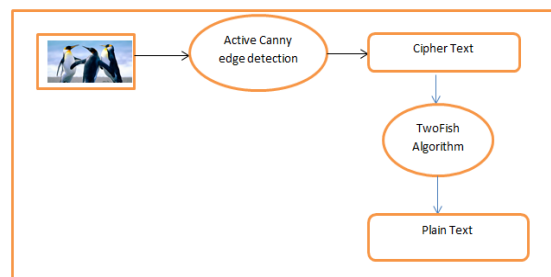 Active Canny
edge detection
Cipher Text
TwoFish
Algorithm
Plain Text